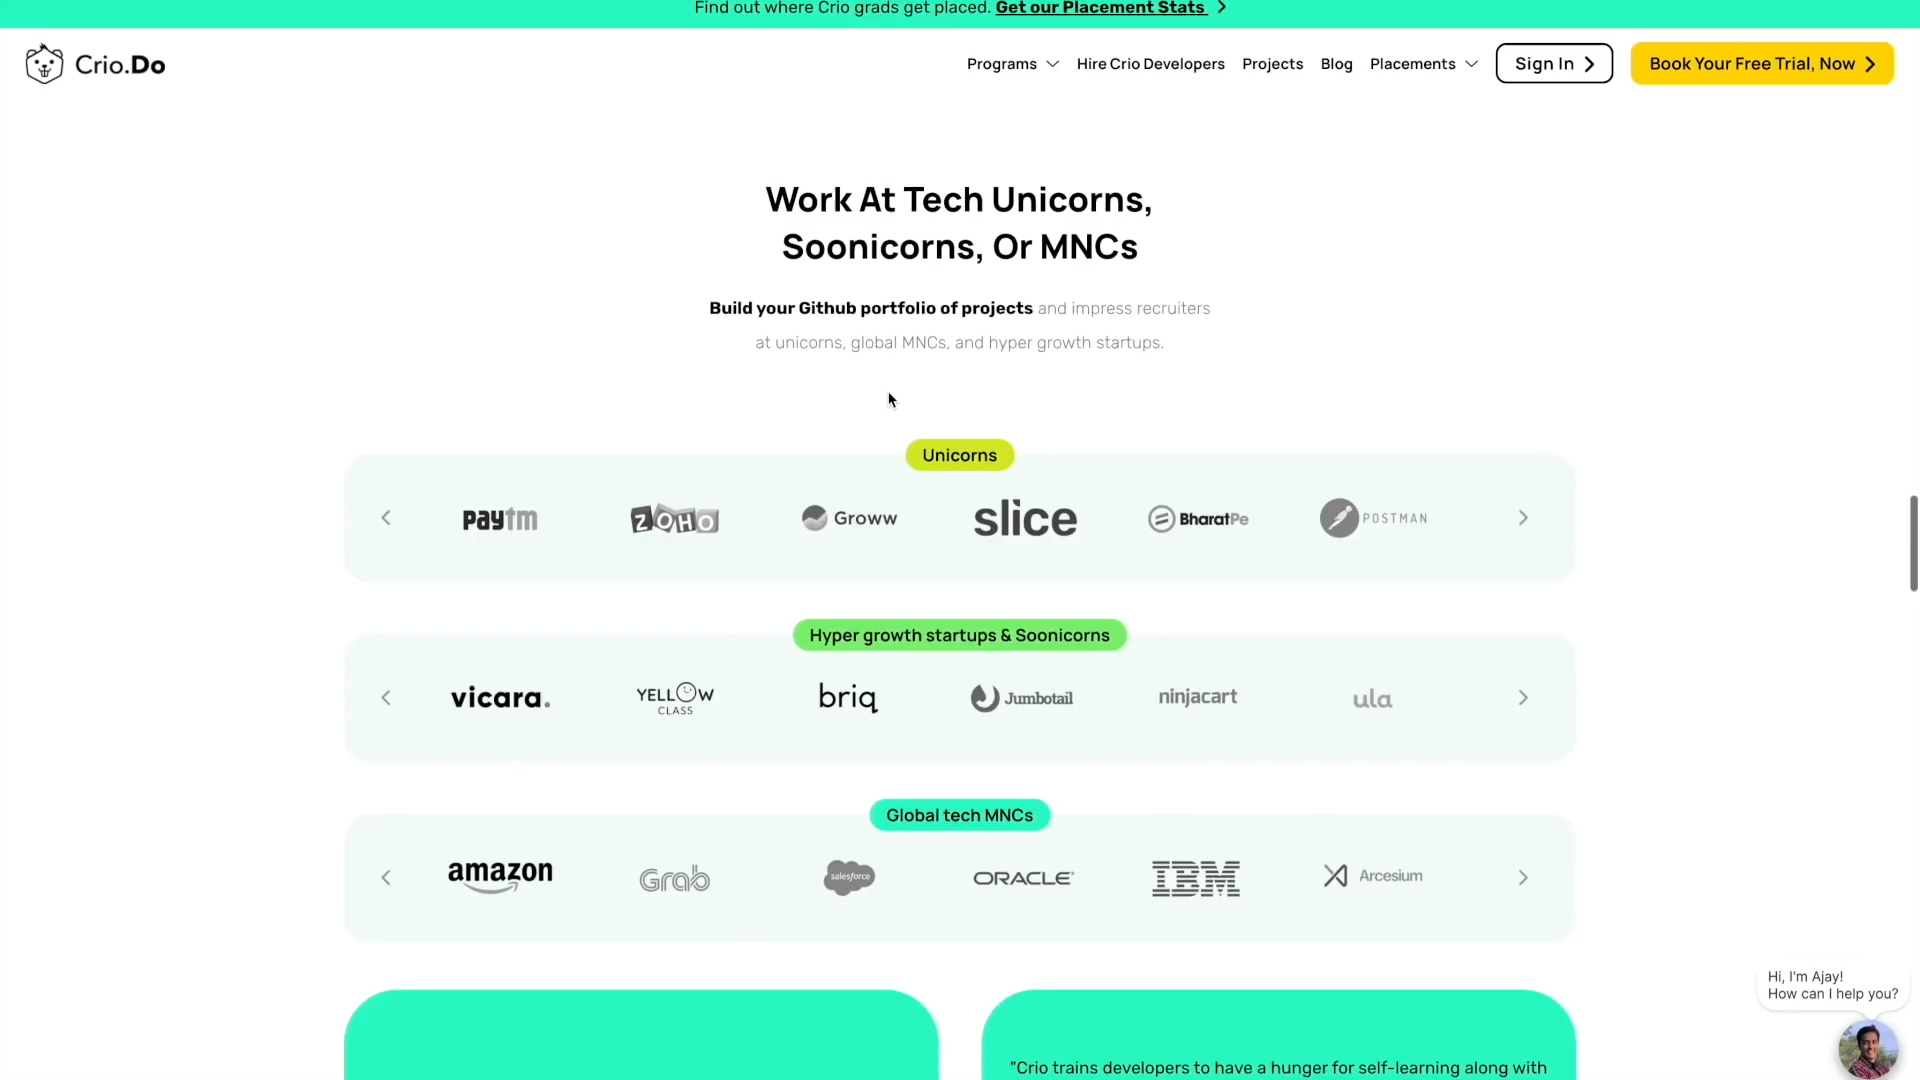 Find out where Crio grads get placed. Get our Placement Stats
Crio.Do
Programs
Hire Crio Developers
Projects
Blog
Placements
Sign In
Book Your Free Trial, Now
Work At Tech Unicorns,
Soonicorns, Or MNCs
Build your Github portfolio of projects and impress recruiters
at unicorns, global MNCs, and hyper growth startups.
Unicorns
paytm
ZOHO
Groww
slice
BharatPe
POSTMAN
Hyper growth startups & Soonicorns
vicara.
YELLOW
CLASS
briq
Jumbotail
ninjacart
ula
Global tech MNCs
amazon
Grab
salesforce
ORACLE
IBM
Arcesium
Hi, I'm Ajay!
How can I help you?
"Crio trains developers to have a hunger for self-learning along with